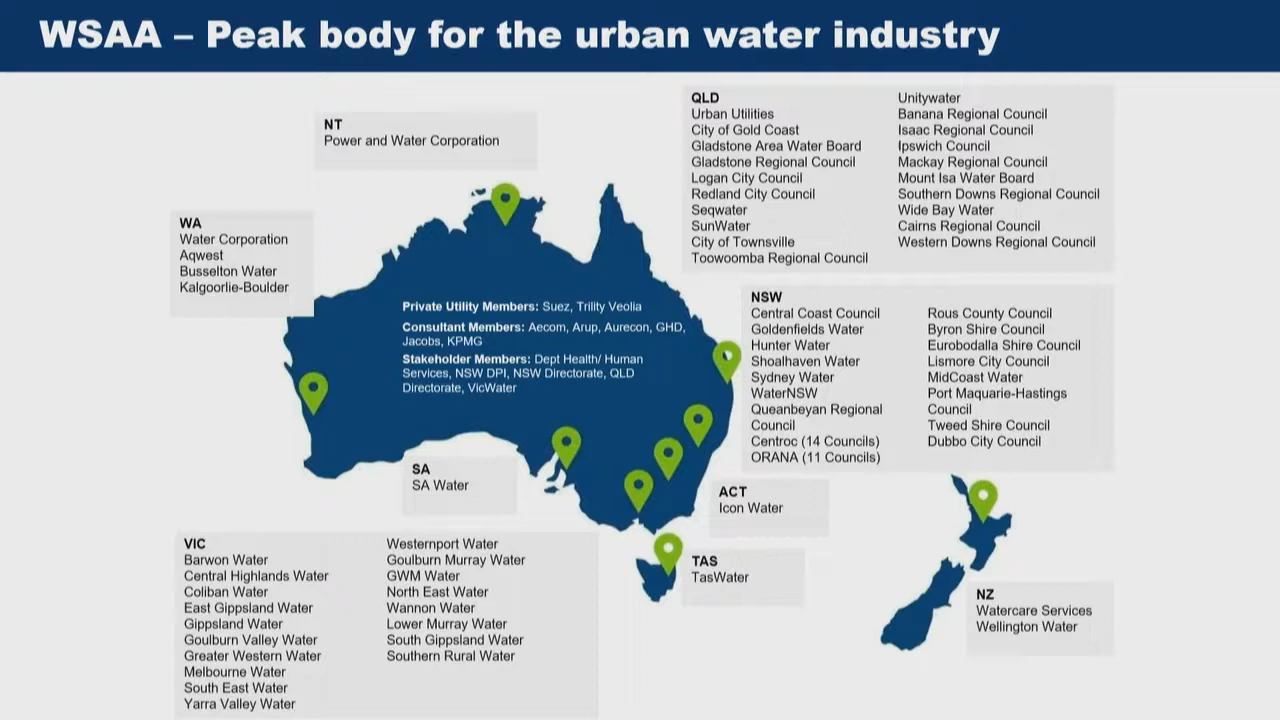 WSAA – Peak body for the urban water industry
NT
Power and Water Corporation
WA
Water Corporation
Aqwest
Busselton Water
Kalgoorlie-Boulder
QLD
Urban Utilities
City of Gold Coast
Gladstone Area Water Board
Gladstone Regional Council
Logan City Council
Redland City Council
Seqwater
SunWater
City of Townsville
Toowoomba Regional Council
Unitywater
Banana Regional Council
Isaac Regional Council
Ipswich Council
Mackay Regional Council
Mount Isa Water Board
Southern Downs Regional Council
Wide Bay Water
Cairns Regional Council
Western Downs Regional Council
Private Utility Members: Suez, Trility Veolia
Consultant Members: Aecom, Arup, Aurecon, GHD,
Jacobs, KPMG
Stakeholder Members: Dept Health/ Human
Services, NSW DPI, NSW Directorate, QLD
Directorate, VicWater
NSW
Central Coast Council
Goldenfields Water
Hunter Water
Shoalhaven Water
Sydney Water
WaterNSW
Queanbeyan Regional
Council
Centroc (14 Councils)
ORANA (11 Councils)
Rous County Council
Byron Shire Council
Eurobodalla Shire Council
Lismore City Council
MidCoast Water
Port Maquarie-Hastings
Council
Tweed Shire Council
Dubbo City Council
SA
SA Water
ACT
Icon Water
VIC
Barwon Water
Central Highlands Water
Coliban Water
East Gippsland Water
Gippsland Water
Goulburn Valley Water
Greater Western Water
Melbourne Water
South East Water
Yarra Valley Water
Westernport Water
Goulburn Murray Water
GWM Water
North East Water
Wannon Water
Lower Murray Water
South Gippsland Water
Southern Rural Water
TAS
TasWater
NZ
Watercare Services
Wellington Water